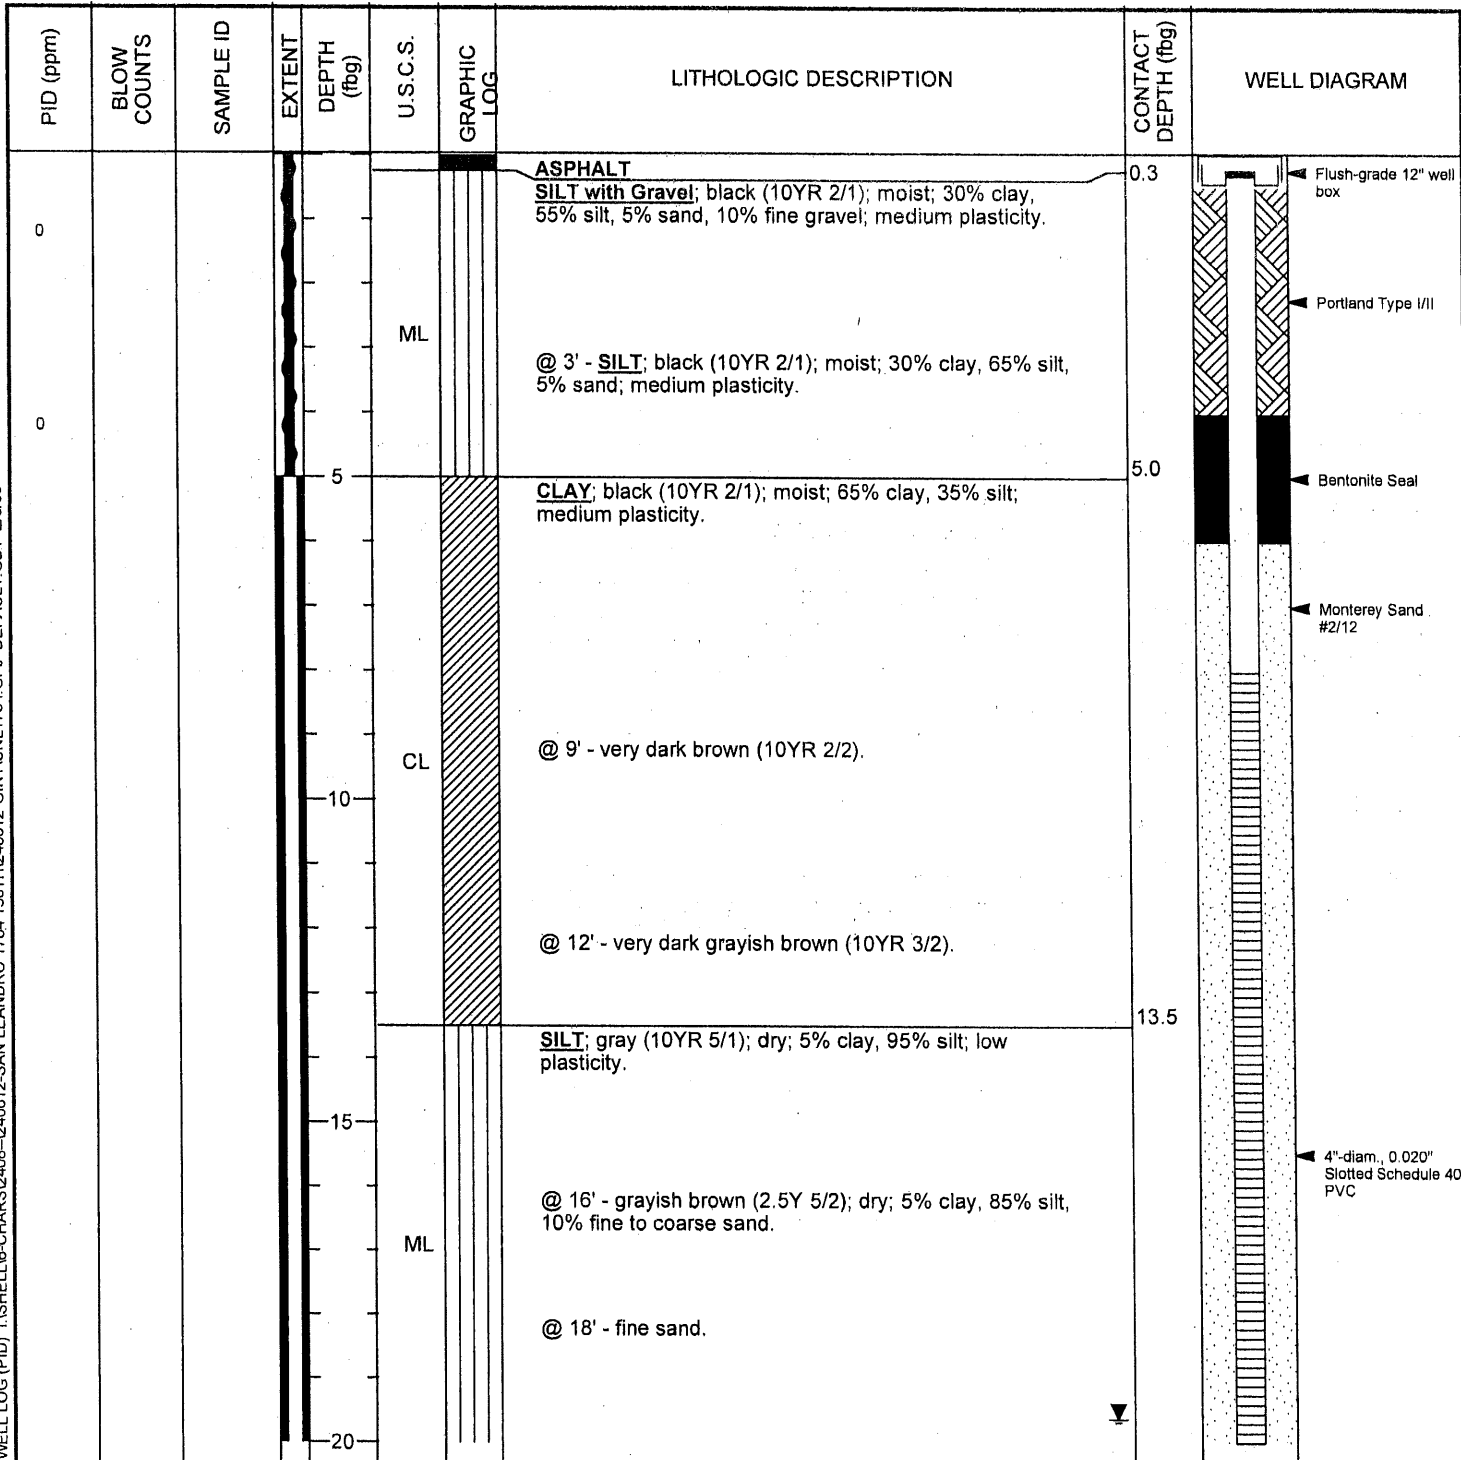 PID (ppm)
BLOW
COUNTS
SAMPLE ID
EXTENT
DEPTH
(fbg)
U.S.C.S.
GRAPHIC
LOG
LITHOLOGIC DESCRIPTION
CONTACT
DEPTH (fbg)
WELL DIAGRAM
ASPHALT
0.3
SILT with Gravel; black (10YR 2/1); moist; 30% clay,
55% silt, 5% sand, 10% fine gravel; medium plasticity.
Flush-grade 12" well
box
0
Portland Type I/II
ML
@ 3' - SILT; black (10YR 2/1); moist; 30% clay, 65% silt,
5% sand; medium plasticity.
0
5
5.0
CLAY; black (10YR 2/1); moist; 65% clay, 35% silt;
medium plasticity.
Bentonite Seal
Monterey Sand
#2/12
@ 9' - very dark brown (10YR 2/2).
CL
10
@ 12' - very dark grayish brown (10YR 3/2).
13.5
SILT; gray (10YR 5/1); dry; 5% clay, 95% silt; low
plasticity.
15
4"-diam., 0.020"
Slotted Schedule 40
PVC
@ 16' - grayish brown (2.5Y 5/2); dry; 5% clay, 85% silt,
10% fine to coarse sand.
ML
@ 18' - fine sand.
20
WELL LOG (PID)